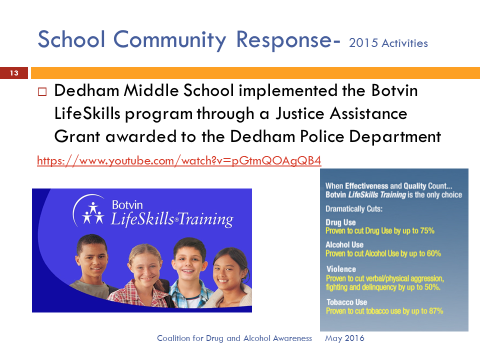 School Community Response- 2015 Activities
13
Dedham Middle School implemented the Botvin
LifeSkills program through a Justice Assistance
Grant awarded to the Dedham Police Department
https://www.youtube.com/watch?v=pGtmQOAgQB4
Botvin
LifeSkills Training
When Effectiveness and Quality Count...
Botvin LifeSkills Training is the only choice
Dramatically Cuts:
Drug Use
Proven to cut Drug Use by up to 75%
Alcohol Use
Proven to cut Alcohol Use by up to 60%
Violence
Proven to cut verbal/physical aggression,
fighting and delinquency by up to 50%.
Tobacco Use
Proven to cut tobacco use by up to 87%
Coalition for Drug and Alcohol Awareness May 2016